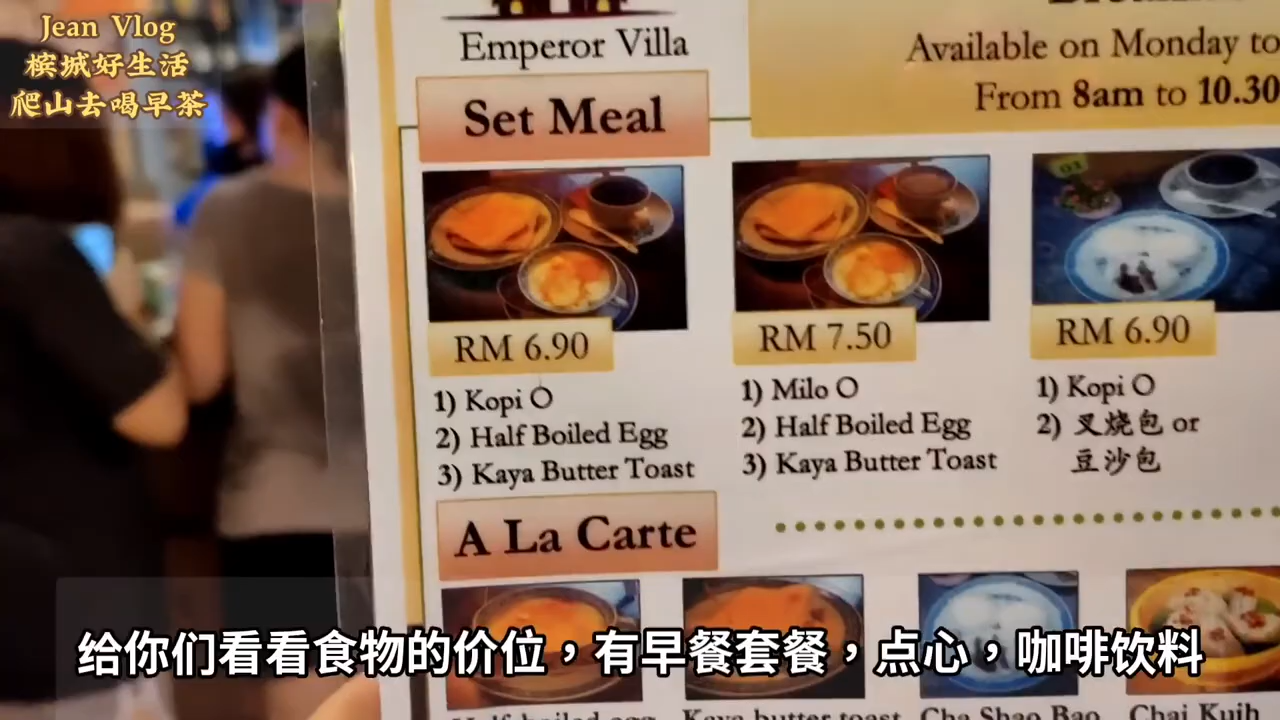 Jean Vlog
槟城好生活
爬山去喝早茶
Emperor Villa
Available on Monday to
From 8am to 10.30
Set Meal
RM 6.90
1) Kopi O
2) Half Boiled Egg
3) Kaya Butter Toast
RM 7.50
1) Milo O
2) Half Boiled Egg
3) Kaya Butter Toast
RM 6.90
1) Kopi O
2) 叉烧包 or
豆沙包
A La Carte
Half boiled egg
Kaya butter toast
Cha Shao Bao
Chai Kuih
给你们看看食物的价位，有早餐套餐，点心，咖啡饮料